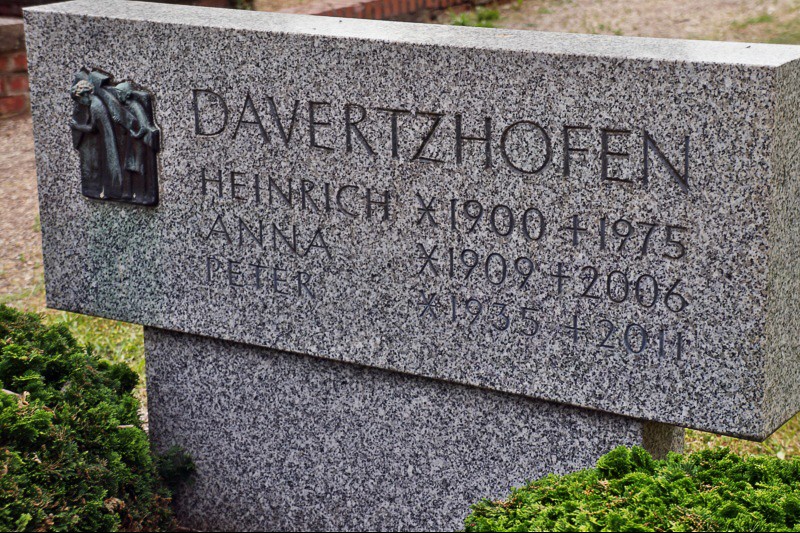 DAVERTZHOFEN
HEINRICH * 1900 + 1975
ANNA * 1909 + 2006
PETER * 1935 + 2011